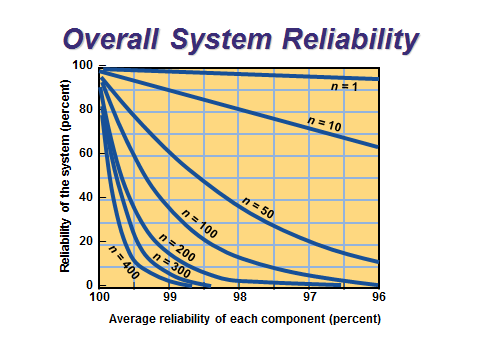 Overall System Reliability
Reliability of the system (percent)
100
80
60
40
20
0
n = 1
n = 10
n = 50
n = 100
n = 200
n = 300
n = 400
100 99 98 97 96
Average reliability of each component (percent)